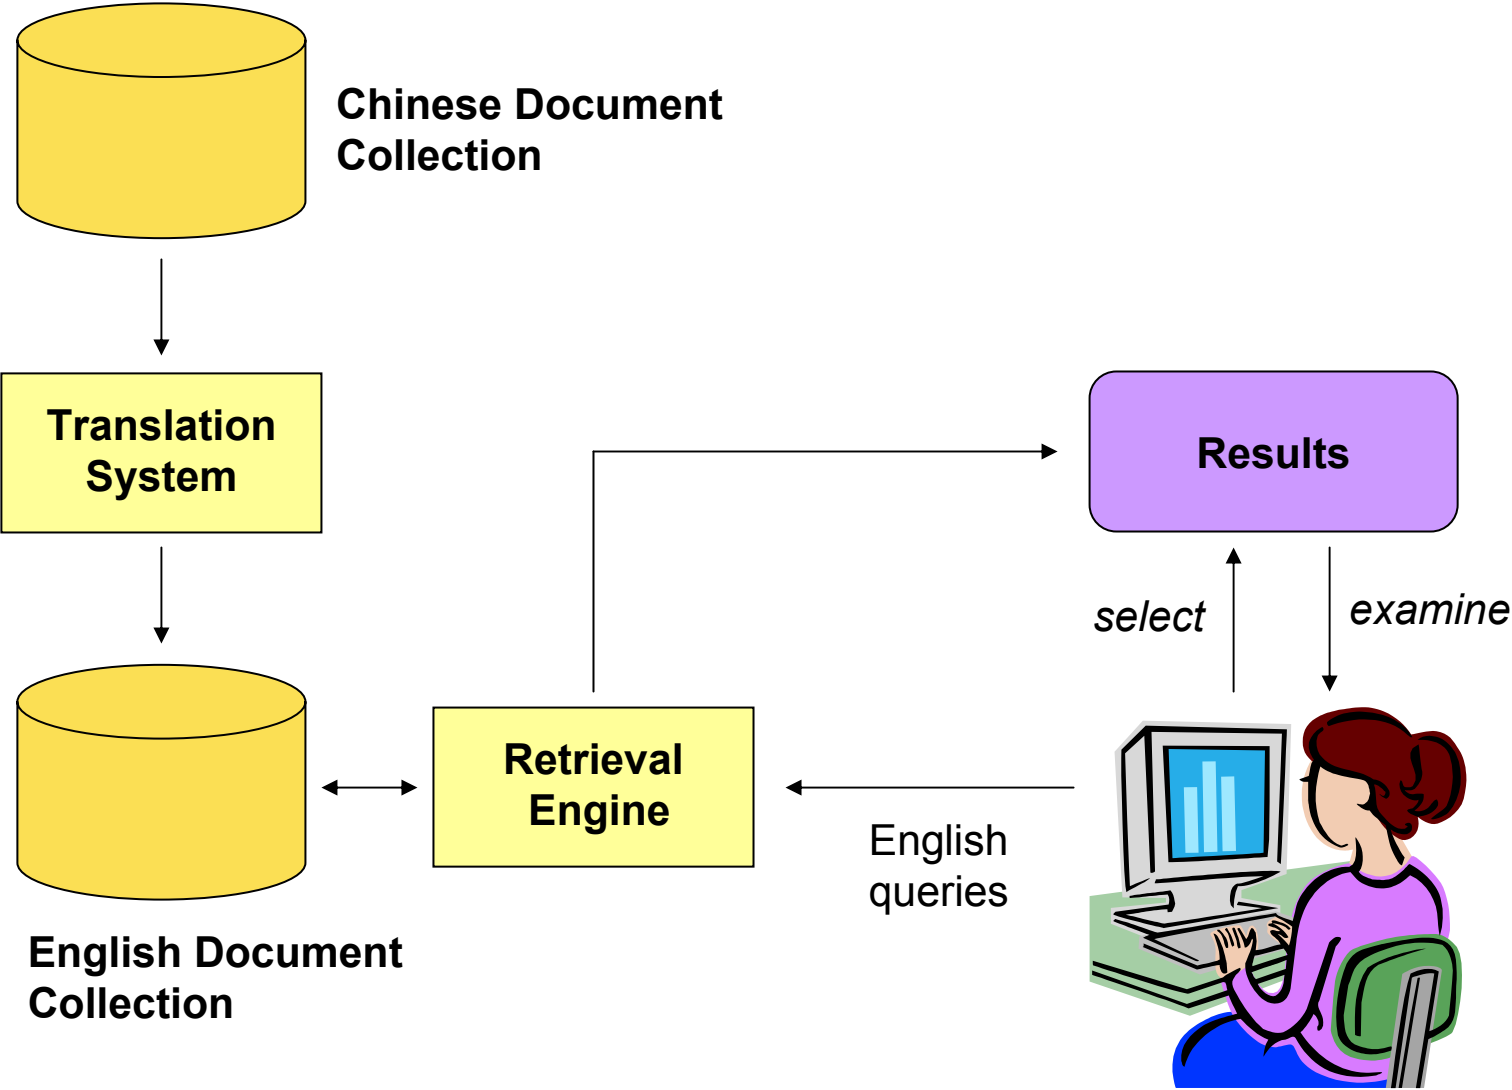 Chinese Document
Collection
Translation
System
Results
select
examine
Retrieval
Engine
English
queries
English Document
Collection